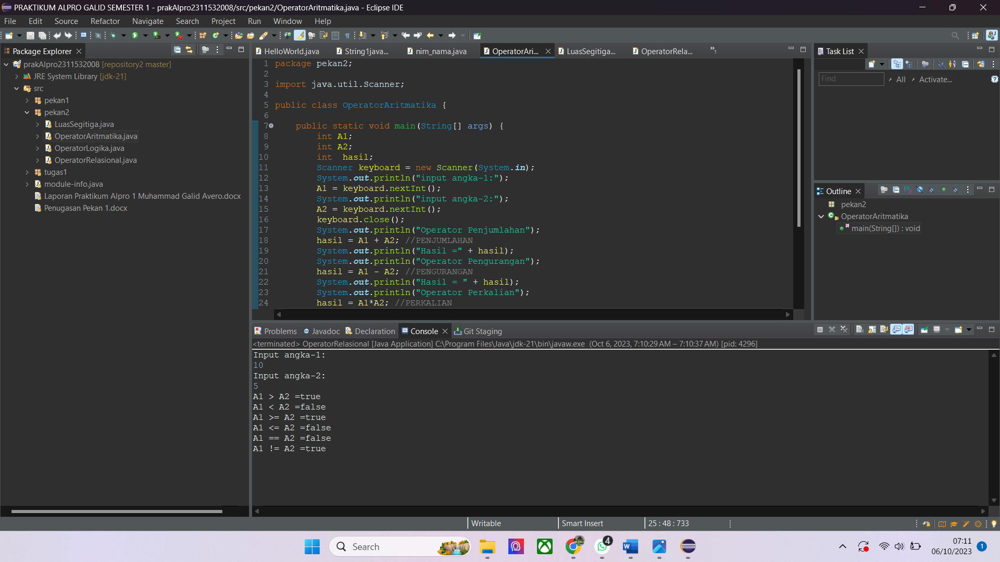 PRAKTIKUM ALPRO GALID SEMESTER 1 - prakAlpro2311532008/src/pekan2/OperatorAritmatika.java - Eclipse IDE
File Edit Source Refactor Navigate Search Project Run Window Help
Package Explorer
prakAlpro2311532008 [repository2 master]
JRE System Library [jdk-21]
src
pekan1
pekan2
LuasSegitiga.java
OperatorAritmatika.java
OperatorLogika.java
OperatorRelasional.java
tugas1
module-info.java
Laporan Praktikum Alpro 1 Muhammad Galid Avero.docx
Penugasan Pekan 1.docx
HelloWorld.java String1java... nim_nama.java OperatorAri... LuasSegitiga... OperatorRela... »1
1 package pekan2;
2
3 import java.util.Scanner;
4
5 public class OperatorAritmatika {
6
7 public static void main(String[] args) {
8 int A1;
9 int A2;
10 int  hasil;
11 Scanner keyboard = new Scanner(System.in);
12 System.out.println("input angka-1:");
13 A1 = keyboard.nextInt();
14 System.out.println("input angka-2:");
15 A2 = keyboard.nextInt();
16 keyboard.close();
17 System.out.println("Operator Penjumlahan");
18 hasil = A1 + A2; //PENJUMLAHAN
19 System.out.println("Hasil =" + hasil);
20 System.out.println("Operator Pengurangan");
21 hasil = A1 - A2; //PENGURANGAN
22 System.out.println("Hasil = " + hasil);
23 System.out.println("Operator Perkalian");
24 hasil = A1*A2; //PERKALIAN
Task List
Find All Activate...
Outline
pekan2
OperatorAritmatika
main(String[]) : void
Problems Javadoc Declaration Console Git Staging
<terminated> OperatorRelasional [Java Application] C:\Program Files\Java\jdk-21\bin\javaw.exe (Oct 6, 2023, 7:10:29 AM – 7:10:37 AM) [pid: 4296]
Input angka-1:
10
Input angka-2:
5
A1 > A2 =true
A1 < A2 =false
A1 >= A2 =true
A1 <= A2 =false
A1 == A2 =false
A1 != A2 =true
Writable Smart Insert 25 : 48 : 733
Search
4
07:11
06/10/2023
1